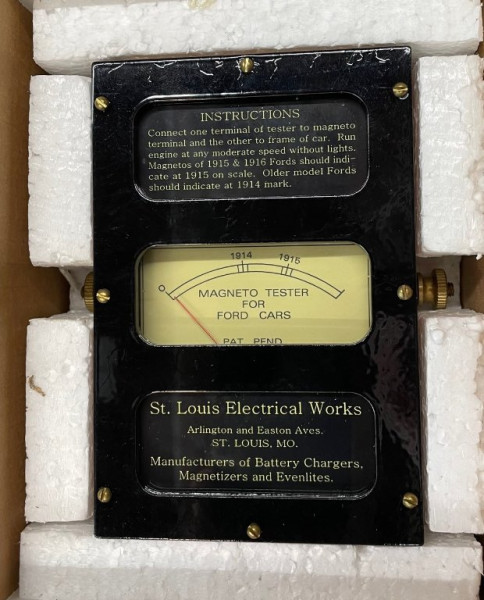 INSTRUCTIONS
Connect one terminal of tester to magneto
terminal and the other to frame of car. Run
engine at any moderate speed without lights.
Magnetos of 1915 & 1916 Fords should indi-
cate at 1915 on scale. Older model Fords
should indicate at 1914 mark.
1914 1915
O
MAGNETO TESTER
FOR
FORD CARS
PAT. PEND.
St. Louis Electrical Works
Arlington and Easton Aves.
ST. LOUIS, MO.
Manufacturers of Battery Chargers,
Magnetizers and Evenlites.